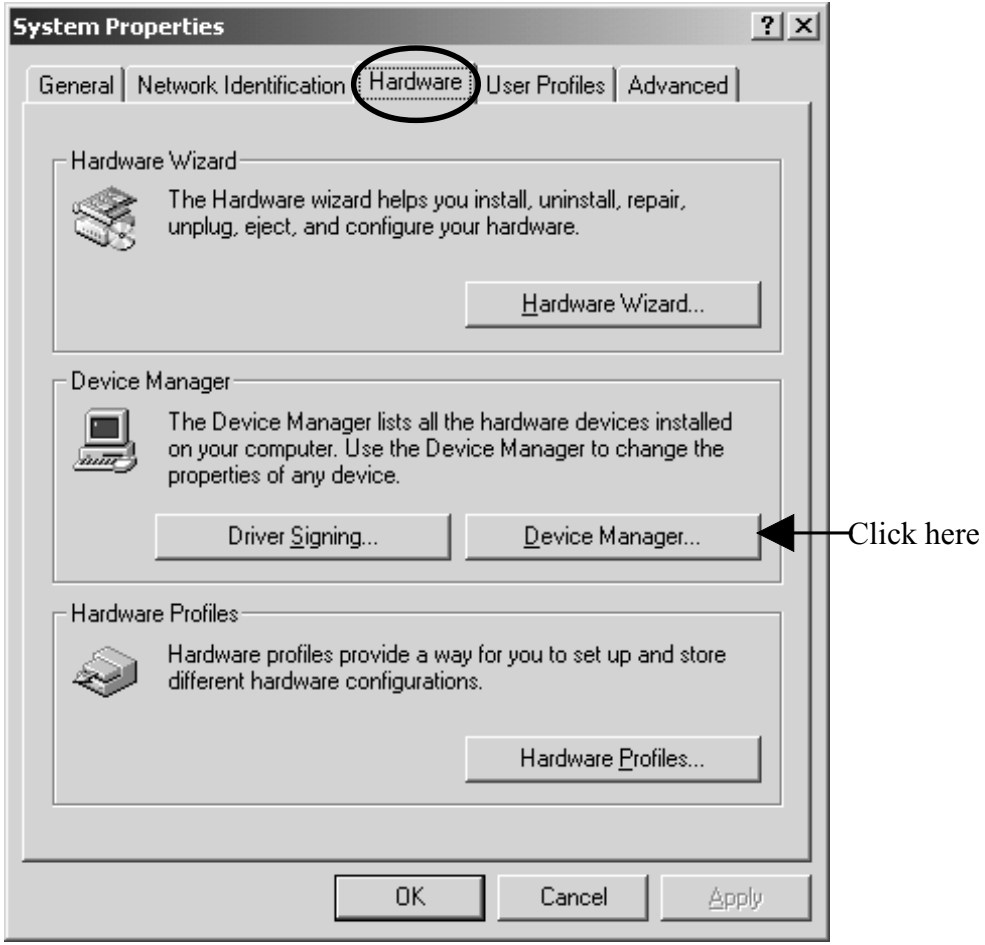 System Properties
General
Network Identification
Hardware
User Profiles
Advanced
Hardware Wizard
The Hardware wizard helps you install, uninstall, repair,
unplug, eject, and configure your hardware.
Hardware Wizard...
Device Manager
The Device Manager lists all the hardware devices installed
on your computer. Use the Device Manager to change the
properties of any device.
Driver Signing...
Device Manager...
Click here
Hardware Profiles
Hardware profiles provide a way for you to set up and store
different hardware configurations.
Hardware Profiles...
OK
Cancel
Apply